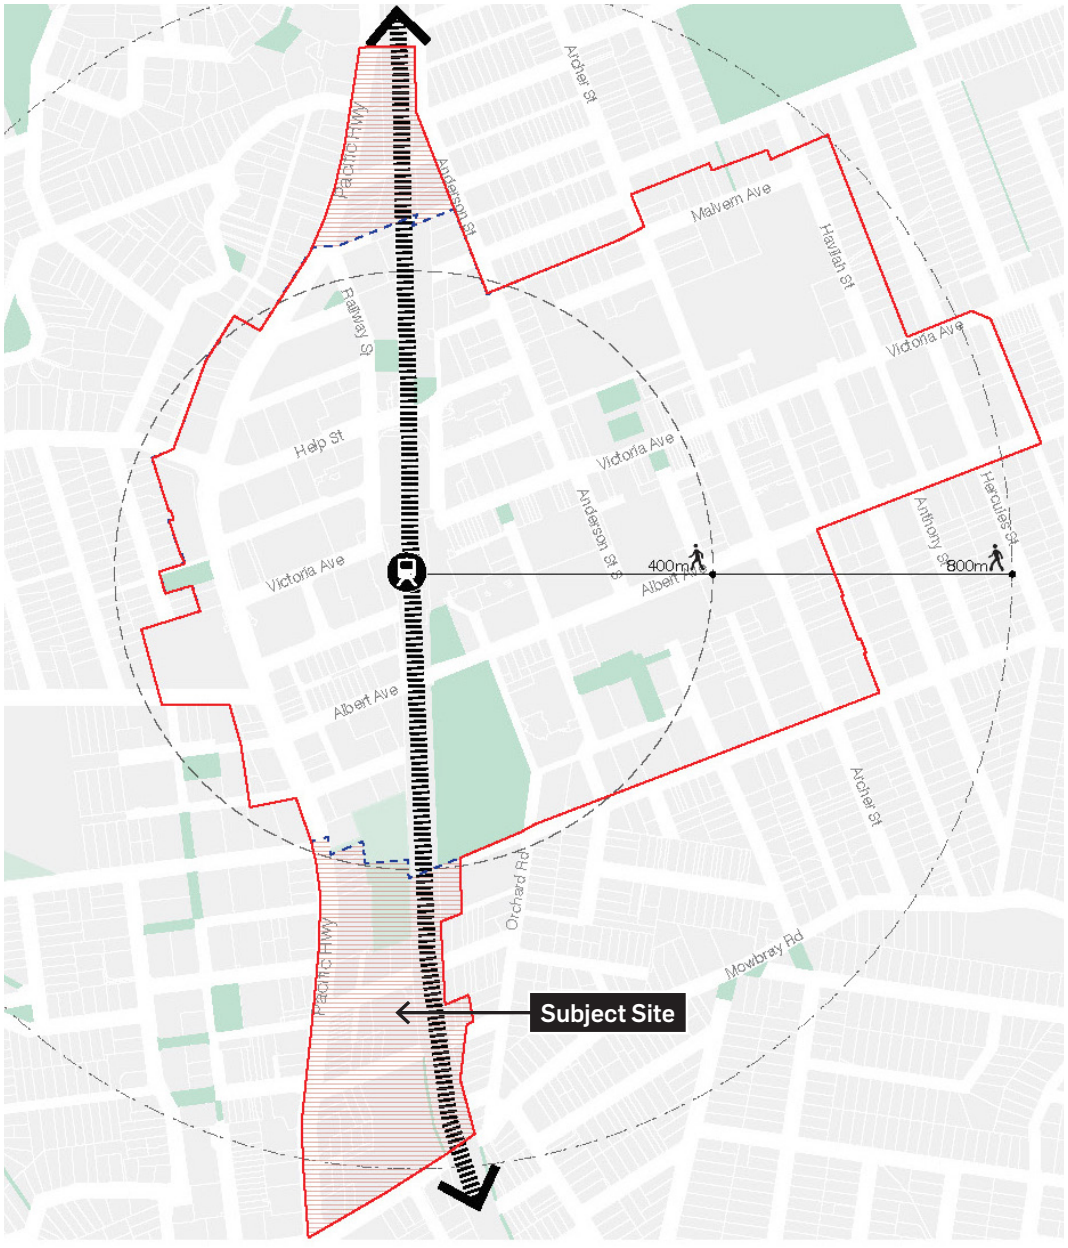 Archer St
Pacific Hwy
Anderson St
Malvern Ave
Havilah St
Railway St
Victoria Ave
Help St
Victoria Ave
Hercules St
Anthony St
Anderson St S
Victoria Ave
400m
Albert Ave
800m
Albert Ave
Archer St
Orchard Rd
Pacific Hwy
Mowbray Rd
Subject Site